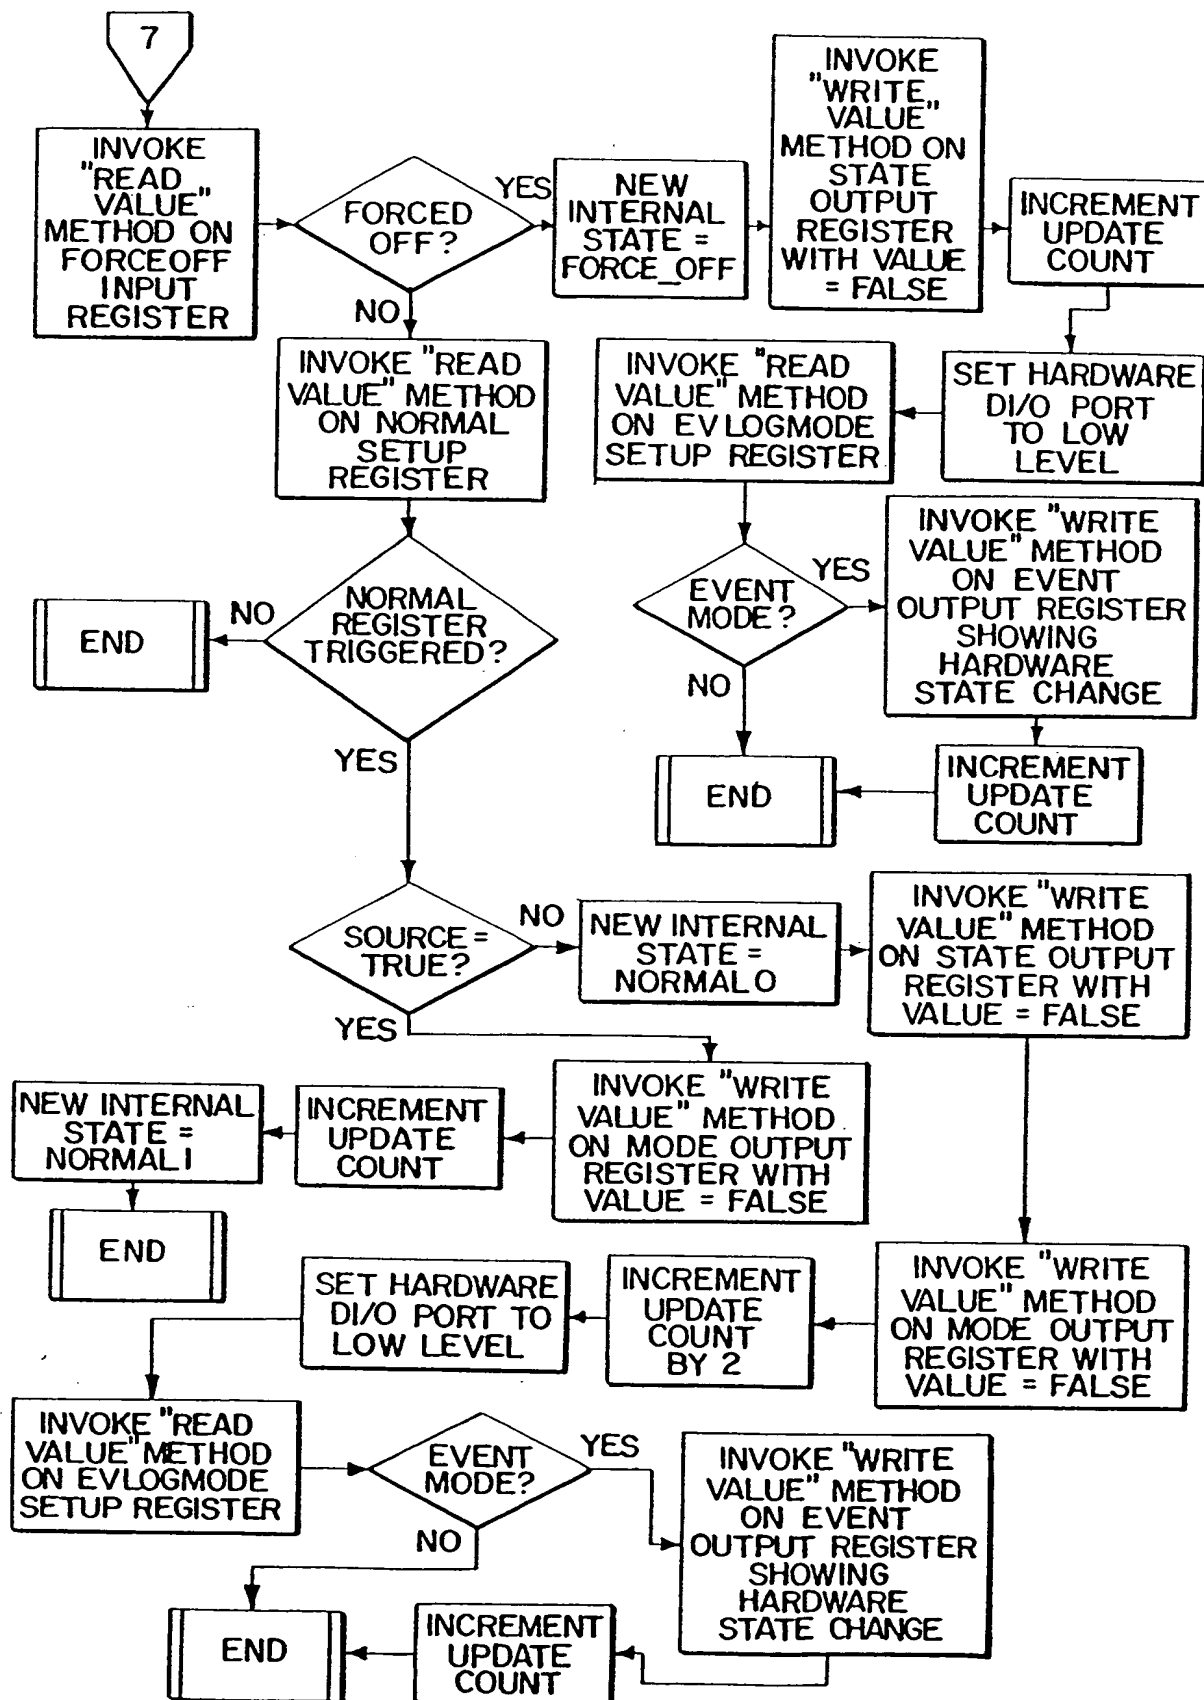 7
INVOKE
"READ
VALUE"
METHOD ON
FORCEOFF
INPUT
REGISTER
FORCED
OFF?
YES
NO
NEW
INTERNAL
STATE =
FORCE_OFF
INVOKE
"WRITE
VALUE"
METHOD ON
STATE
OUTPUT
REGISTER
WITH VALUE
= FALSE
INCREMENT
UPDATE
COUNT
SET HARDWARE
DI/O PORT
TO LOW
LEVEL
INVOKE "READ
VALUE" METHOD
ON EVLOGMODE
SETUP REGISTER
INVOKE "READ
VALUE" METHOD
ON NORMAL
SETUP
REGISTER
EVENT
MODE?
YES
NO
INVOKE "WRITE
VALUE" METHOD
ON EVENT
OUTPUT REGISTER
SHOWING
HARDWARE
STATE CHANGE
INCREMENT
UPDATE
COUNT
END
NORMAL
REGISTER
TRIGGERED?
NO
END
YES
SOURCE =
TRUE?
NO
YES
NEW INTERNAL
STATE =
NORMAL0
INVOKE "WRITE
VALUE" METHOD
ON STATE OUTPUT
REGISTER WITH
VALUE = FALSE
INVOKE "WRITE
VALUE" METHOD
ON MODE OUTPUT
REGISTER WITH
VALUE = FALSE
INCREMENT
UPDATE
COUNT
NEW INTERNAL
STATE =
NORMAL1
END
INVOKE "WRITE
VALUE" METHOD
ON MODE OUTPUT
REGISTER WITH
VALUE = FALSE
INCREMENT
UPDATE
COUNT
BY 2
SET HARDWARE
DI/O PORT TO
LOW LEVEL
INVOKE "READ
VALUE" METHOD
ON EVLOGMODE
SETUP REGISTER
EVENT
MODE?
YES
NO
INVOKE "WRITE
VALUE" METHOD
ON EVENT
OUTPUT REGISTER
SHOWING
HARDWARE
STATE CHANGE
INCREMENT
UPDATE
COUNT
END